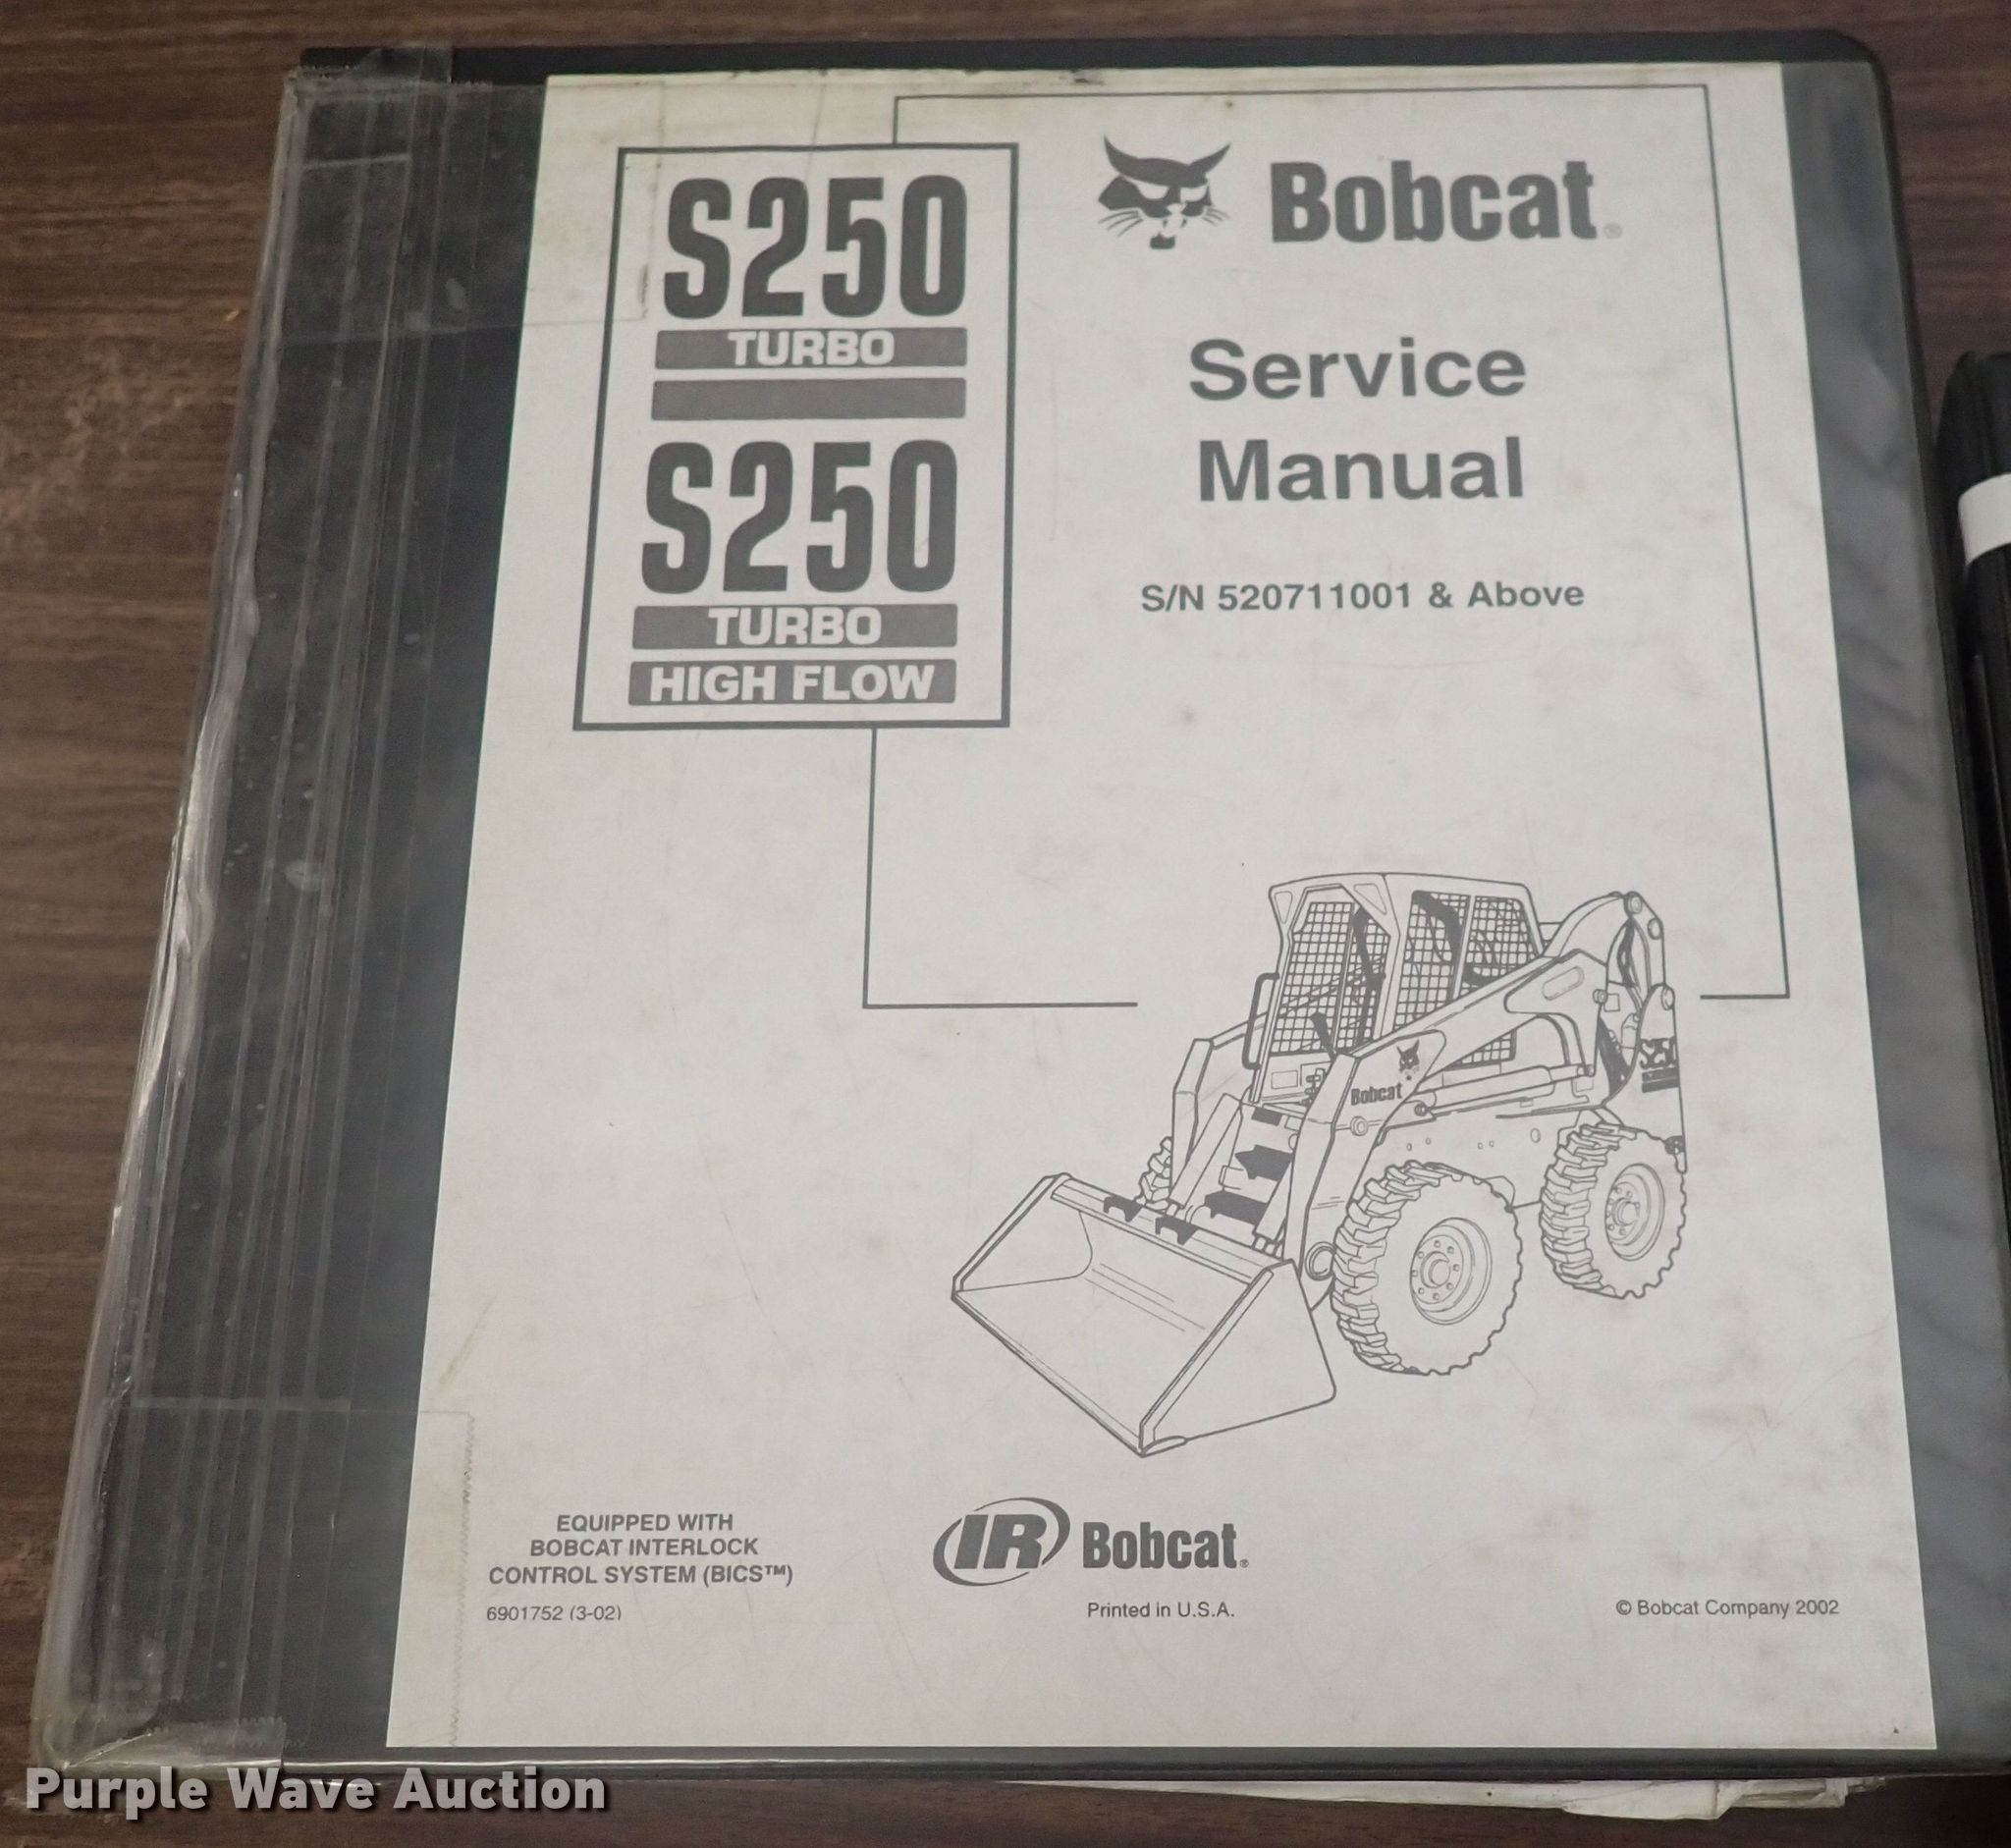 S250
TURBO
S250
TURBO
HIGH FLOW
Bobcat®
Service
Manual
S/N 520711001 & Above
Bobcat
S250
EQUIPPED WITH
BOBCAT INTERLOCK
CONTROL SYSTEM (BICS™)
6901752 (3-02)
IR Bobcat®
Printed in U.S.A.
© Bobcat Company 2002
Purple Wave Auction